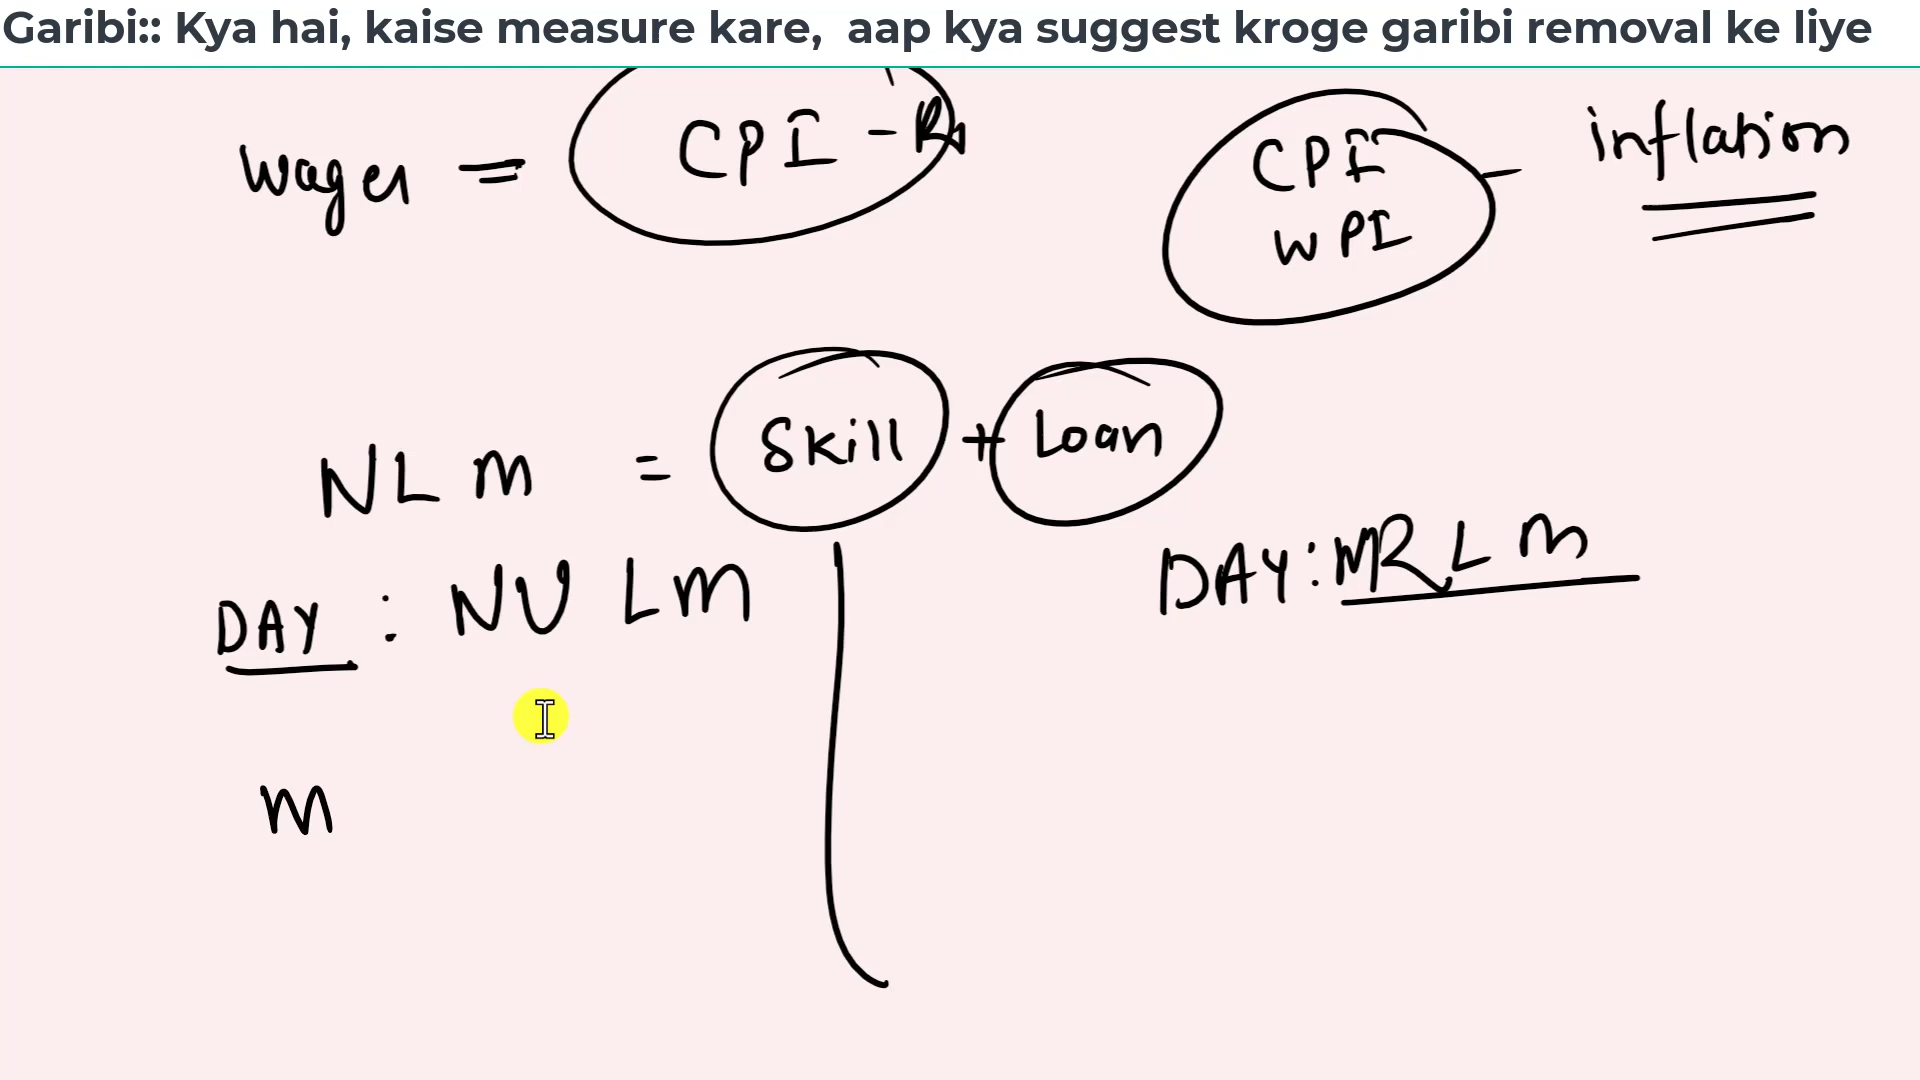 Garibi:: Kya hai, kaise measure kare, aap kya suggest kroge garibi removal ke liye
wages = CPI -
CPI - inflation
WPI
NLM = Skill + Loan
DAY : NULM
DAY: NRLM
M